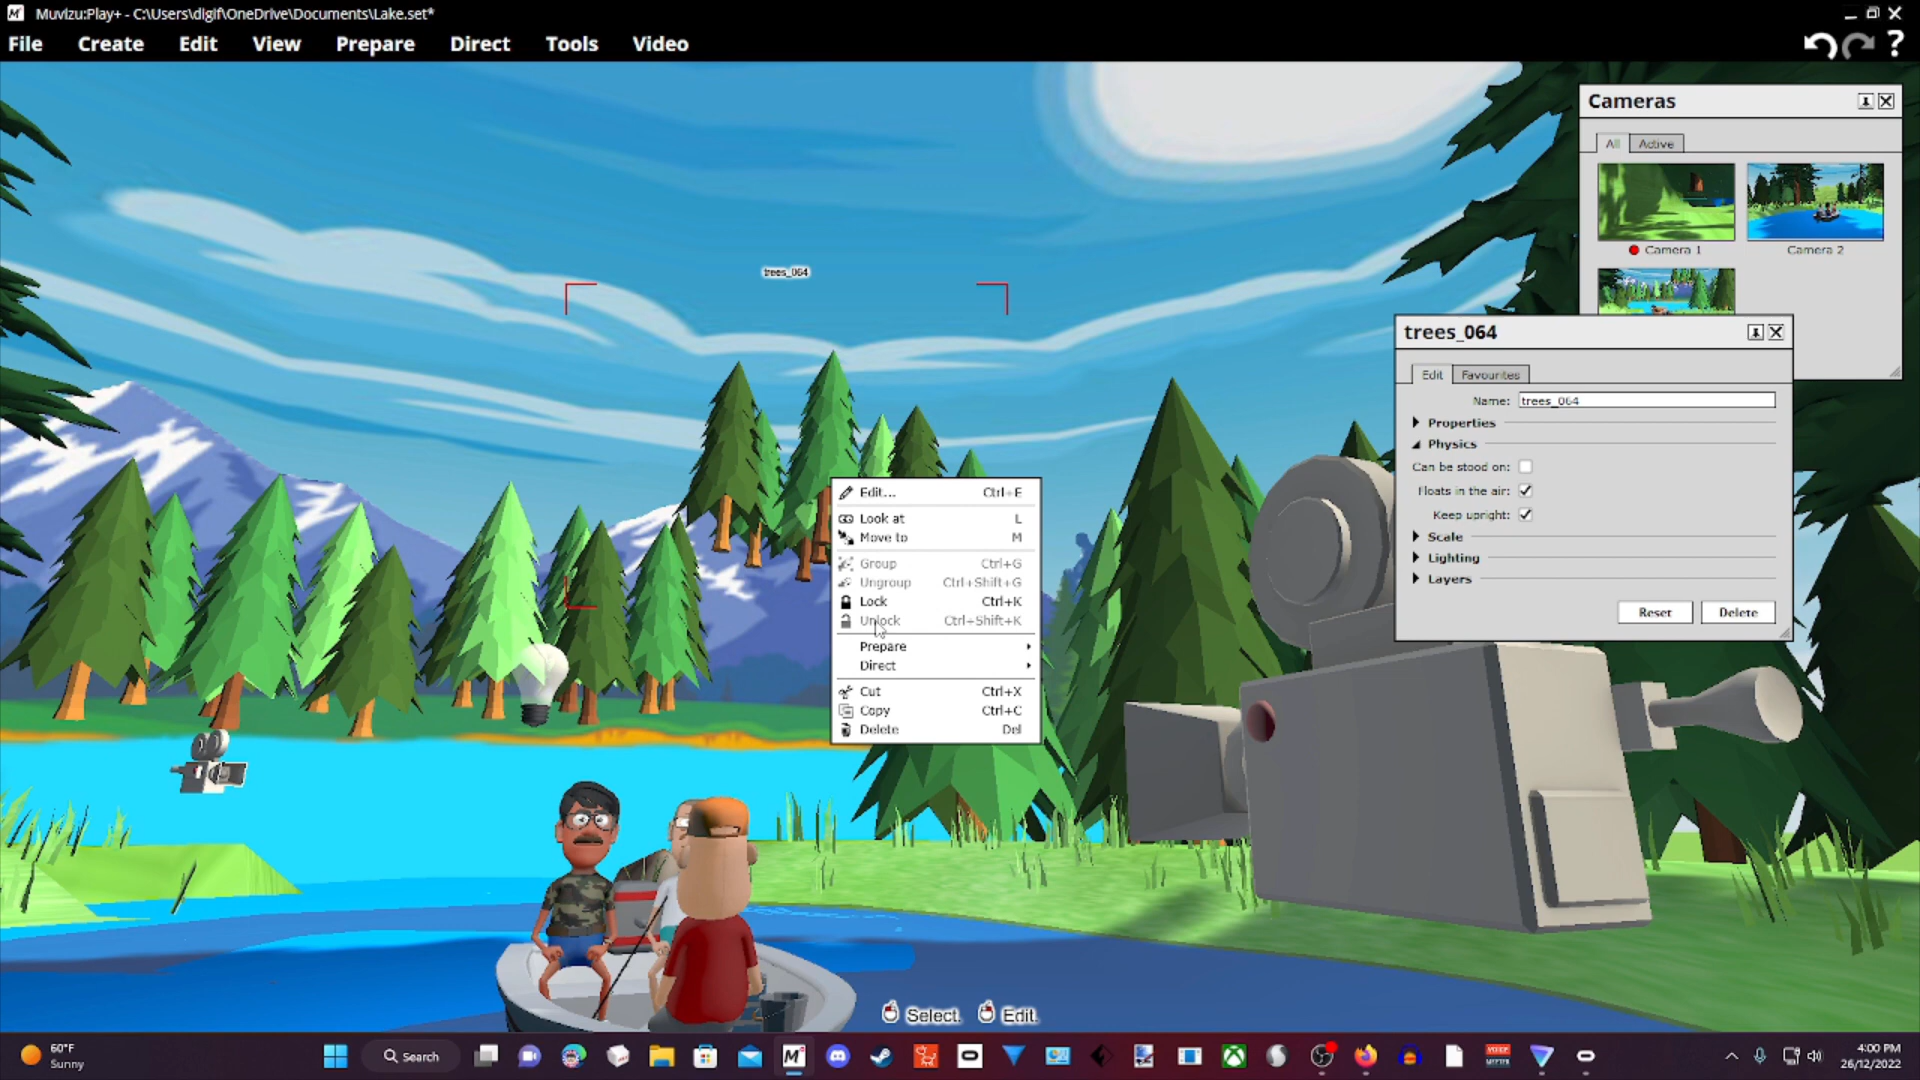 Muvizu:Play+ - C:\Users\digif\OneDrive\Documents\Lake.set*
File Create Edit View Prepare Direct Tools Video
?
Cameras
All Active
Camera 1 Camera 2
trees_064
trees_064
Edit Favourites
Name: trees_064
Properties
Physics
Can be stood on:
Floats in the air:
Keep upright:
Scale
Lighting
Layers
Reset Delete
Edit... Ctrl+E
Look at L
Move to M
Group Ctrl+G
Ungroup Ctrl+Shift+G
Lock Ctrl+K
Unlock Ctrl+Shift+K
Prepare
Direct
Cut Ctrl+X
Copy Ctrl+C
Delete Del
Select. Edit.
60°F
Sunny
Search
4:00 PM
26/12/2022